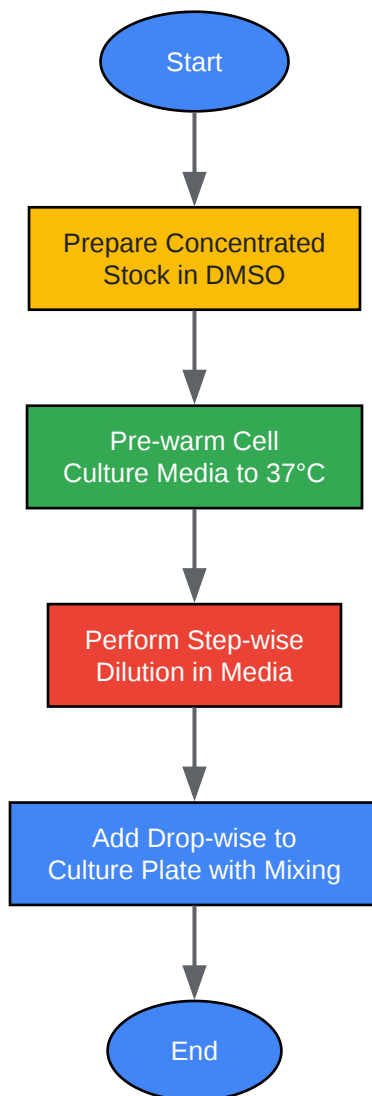 Start
Prepare Concentrated
Stock in DMSO
Pre-warm Cell
Culture Media to 37°C
Perform Step-wise
Dilution in Media
Add Drop-wise to
Culture Plate with Mixing
End